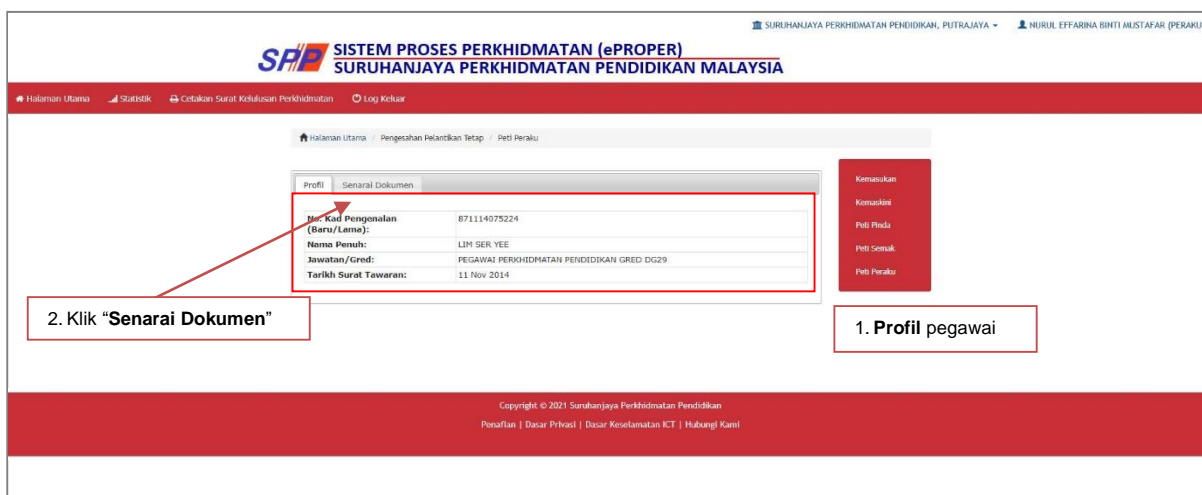 SURUHANJAYA PERKHIDMATAN PENDIDIKAN, PUTRAJAYA
NURUL EFFARINA BINTI MUSTAFAR (PERAKU
SPP
SISTEM PROSES PERKHIDMATAN (ePROPER)
SURUHANJAYA PERKHIDMATAN PENDIDIKAN MALAYSIA
Halaman Utama Statistik Cetakan Surat Kelulusan Perkhidmatan Log Keluar
Halaman Utama / Pengesahan Pelantikan Tetap / Peti Peraku
Profil Senarai Dokumen
No. Kad Pengenalan (Baru/Lama): 871114075224
Nama Penuh: LIM SER YEE
Jawatan/Gred: PEGAWAI PERKHIDMATAN PENDIDIKAN GRED DG29
Tarikh Surat Tawaran: 11 Nov 2014
Kemasukan
Kemaskini
Peti Pinda
Peti Semak
Peti Peraku
2. Klik “Senarai Dokumen”
1. Profil pegawai
Copyright © 2021 Suruhanjaya Perkhidmatan Pendidikan
Penafian | Dasar Privasi | Dasar Keselamatan ICT | Hubungi Kami